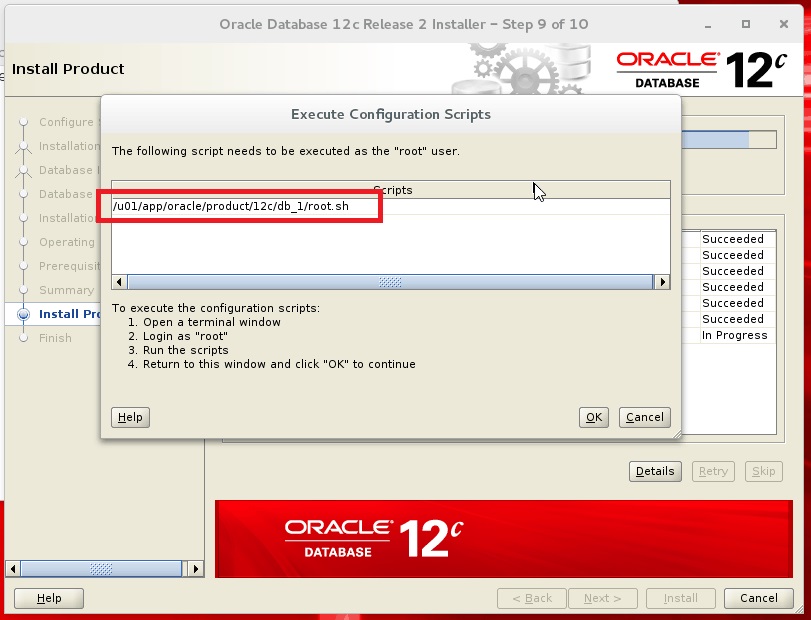 Oracle Database 12c Release 2 Installer – Step 9 of 10
Install Product
ORACLE
DATABASE
12c
Configure
Installation
Database
Database
Installatio
Operating
Prerequisit
Summary
Install Pro
Finish
Execute Configuration Scripts
The following script needs to be executed as the "root" user.
Scripts
/u01/app/oracle/product/12c/db_1/root.sh
To execute the configuration scripts:
1. Open a terminal window
2. Login as "root"
3. Run the scripts
4. Return to this window and click "OK" to continue
Help
OK
Cancel
Succeeded
Succeeded
Succeeded
Succeeded
Succeeded
Succeeded
In Progress
Details
Retry
Skip
ORACLE
DATABASE
12c
Help
< Back
Next >
Install
Cancel